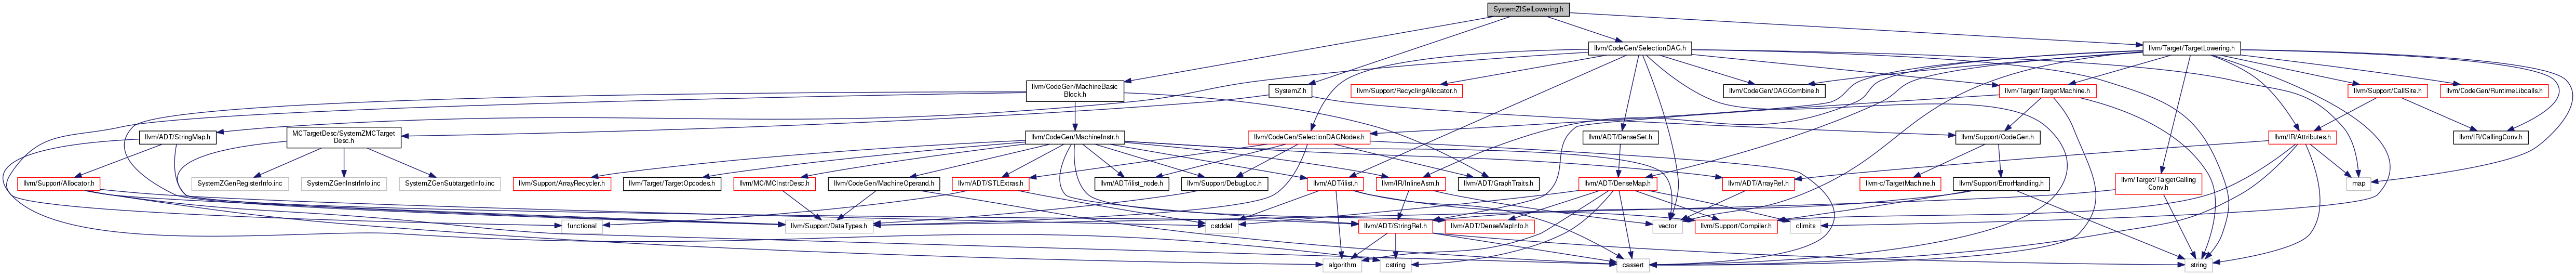 SystemZISelLowering.h
llvm/CodeGen/SelectionDAG.h
llvm/Target/TargetLowering.h
llvm/CodeGen/MachineBasic
Block.h
SystemZ.h
llvm/Support/RecyclingAllocator.h
llvm/CodeGen/DAGCombine.h
llvm/Target/TargetMachine.h
llvm/Support/CallSite.h
llvm/CodeGen/RuntimeLibcalls.h
llvm/ADT/StringMap.h
MCTargetDesc/SystemZMCTarget
Desc.h
llvm/CodeGen/MachineInstr.h
llvm/CodeGen/SelectionDAGNodes.h
llvm/ADT/DenseSet.h
llvm/Support/CodeGen.h
llvm/IR/Attributes.h
llvm/IR/CallingConv.h
llvm/Support/Allocator.h
SystemZGenRegisterInfo.inc
SystemZGenInstrInfo.inc
SystemZGenSubtargetInfo.inc
llvm/Support/ArrayRecycler.h
llvm/Target/TargetOpcodes.h
llvm/MC/MCInstrDesc.h
llvm/CodeGen/MachineOperand.h
llvm/ADT/STLExtras.h
llvm/ADT/ilist_node.h
llvm/Support/DebugLoc.h
llvm/ADT/ilist.h
llvm/IR/InlineAsm.h
llvm/ADT/GraphTraits.h
llvm/ADT/DenseMap.h
llvm/ADT/ArrayRef.h
llvm-c/TargetMachine.h
llvm/Support/ErrorHandling.h
llvm/Target/TargetCalling
Conv.h
map
functional
llvm/Support/DataTypes.h
cstddef
llvm/ADT/StringRef.h
llvm/ADT/DenseMapInfo.h
vector
llvm/Support/Compiler.h
climits
algorithm
cstring
cassert
string